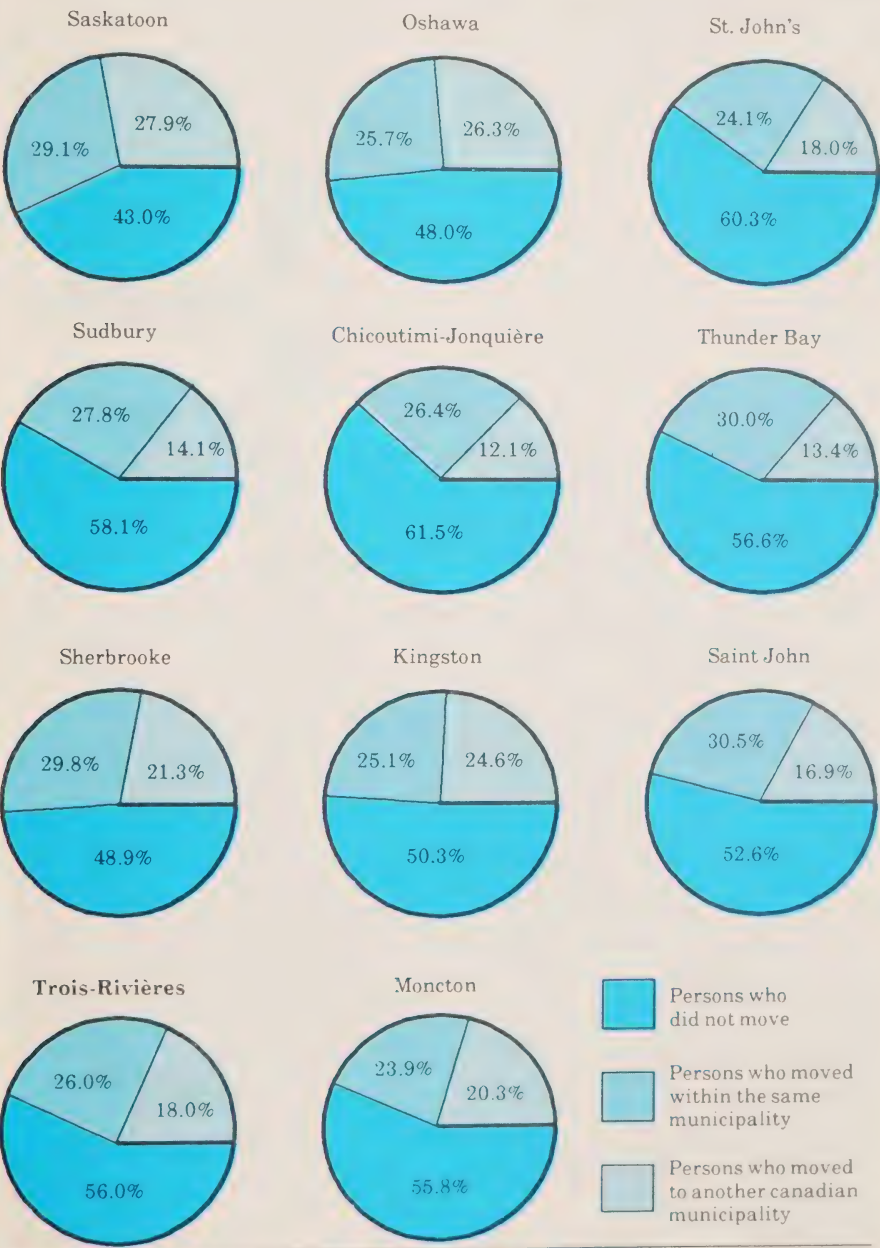 Saskatoon
27.9%
29.1%
43.0%
Oshawa
25.7%
26.3%
48.0%
St. John's
24.1%
18.0%
60.3%
Sudbury
27.8%
14.1%
58.1%
Chicoutimi-Jonquière
26.4%
12.1%
61.5%
Thunder Bay
30.0%
13.4%
56.6%
Sherbrooke
29.8%
21.3%
48.9%
Kingston
25.1%
24.6%
50.3%
Saint John
30.5%
16.9%
52.6%
Trois-Rivières
26.0%
18.0%
56.0%
Moncton
23.9%
20.3%
55.8%
Persons who
did not move
Persons who moved
within the same
municipality
Persons who moved
to another canadian
municipality